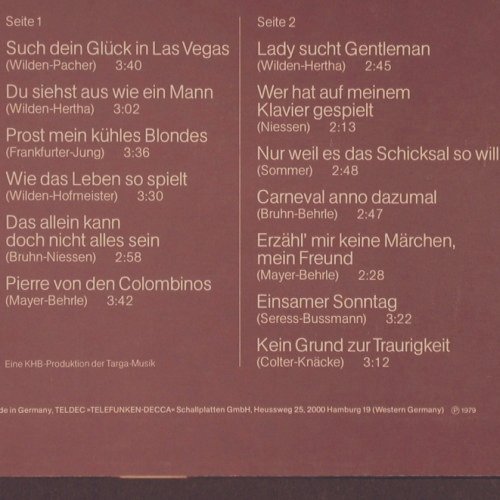 Seite 1
Such dein Glück in Las Vegas
(Wilden-Pacher) 3:40
Du siehst aus wie ein Mann
(Wilden-Hertha) 3:02
Prost mein kühles Blondes
(Frankfurter-Jung) 3:36
Wie das Leben so spielt
(Wilden-Hofmeister) 3:30
Das allein kann
doch nicht alles sein
(Bruhn-Niessen) 2:58
Pierre von den Colombinos
(Mayer-Behrle) 3:42
Eine KHB-Produktion der Targa-Musik
Seite 2
Lady sucht Gentleman
(Wilden-Hertha) 2:45
Wer hat auf meinem
Klavier gespielt
(Niessen) 2:13
Nur weil es das Schicksal so will
(Sommer) 2:48
Carneval anno dazumal
(Bruhn-Behrle) 2:47
Erzähl' mir keine Märchen,
mein Freund
(Mayer-Behrle) 2:28
Einsamer Sonntag
(Seress-Bussmann) 3:22
Kein Grund zur Traurigkeit
(Colter-Knäcke) 3:12
de in Germany, TELDEC »TELEFUNKEN-DECCA« Schallplatten GmbH, Heussweg 25, 2000 Hamburg 19 (Western Germany) ℗ 1979